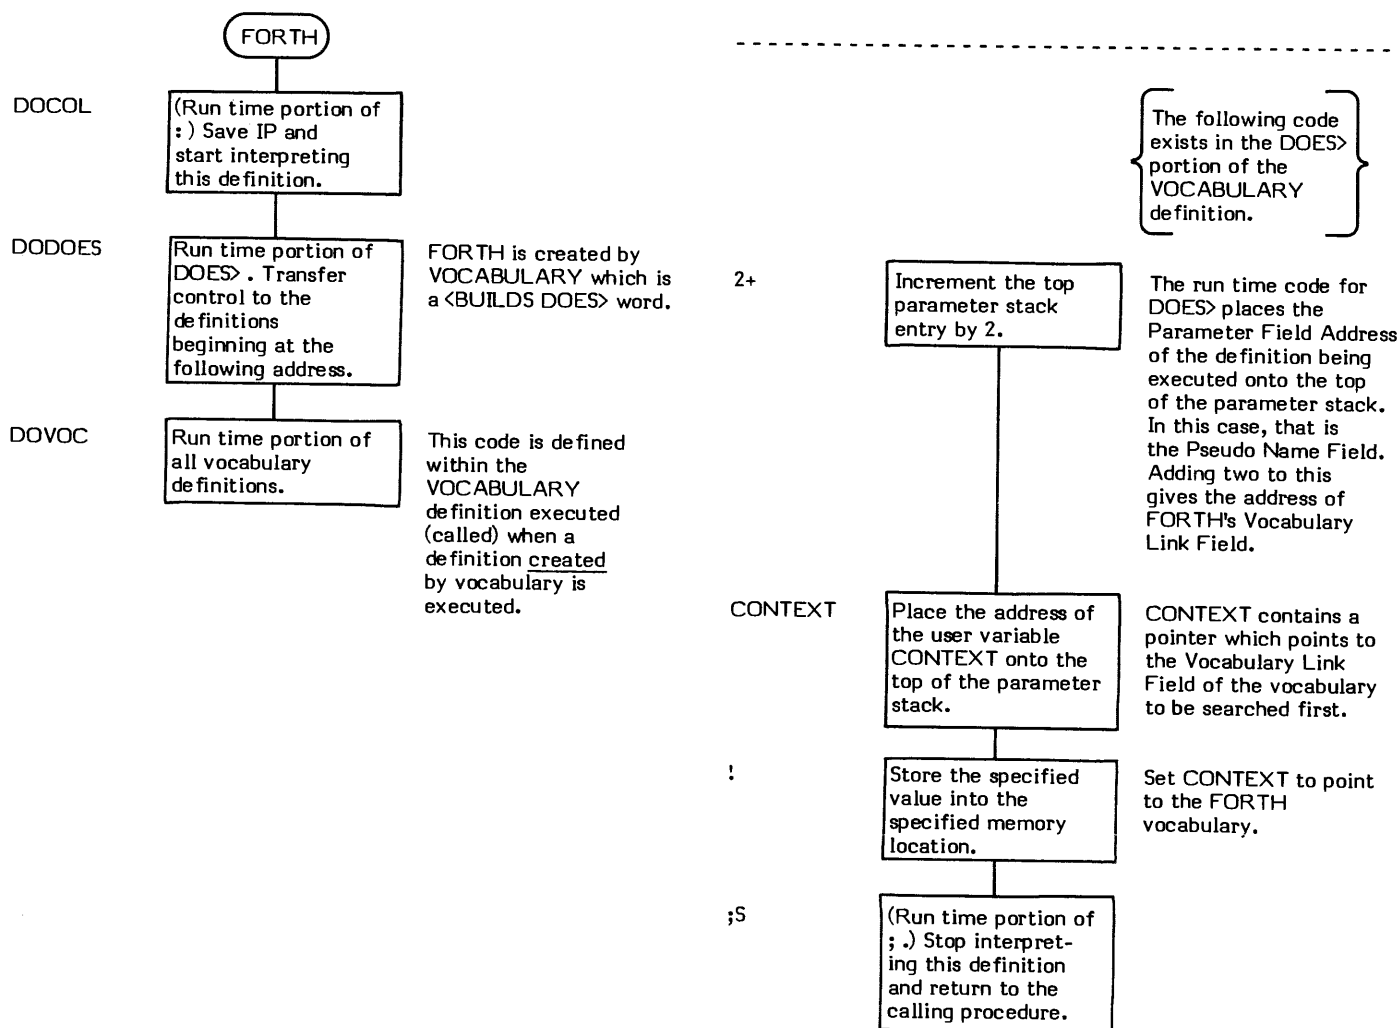 FORTH
DOCOL
(Run time portion of
: ) Save IP and
start interpreting
this definition.
DODOES
Run time portion of
DOES> . Transfer
control to the
definitions
beginning at the
following address.
FORTH is created by
VOCABULARY which is
a <BUILDS DOES> word.
DOVOC
Run time portion of
all vocabulary
definitions.
This code is defined
within the
VOCABULARY
definition executed
(called) when a
definition created
by vocabulary is
executed.
The following code
exists in the DOES>
portion of the
VOCABULARY
definition.
2+
Increment the top
parameter stack
entry by 2.
The run time code for
DOES> places the
Parameter Field Address
of the definition being
executed onto the top
of the parameter stack.
In this case, that is
the Pseudo Name Field.
Adding two to this
gives the address of
FORTH's Vocabulary
Link Field.
CONTEXT
Place the address of
the user variable
CONTEXT onto the
top of the parameter
stack.
CONTEXT contains a
pointer which points to
the Vocabulary Link
Field of the vocabulary
to be searched first.
!
Store the specified
value into the
specified memory
location.
Set CONTEXT to point
to the FORTH
vocabulary.
;S
(Run time portion of
; .) Stop interpret-
ing this definition
and return to the
calling procedure.